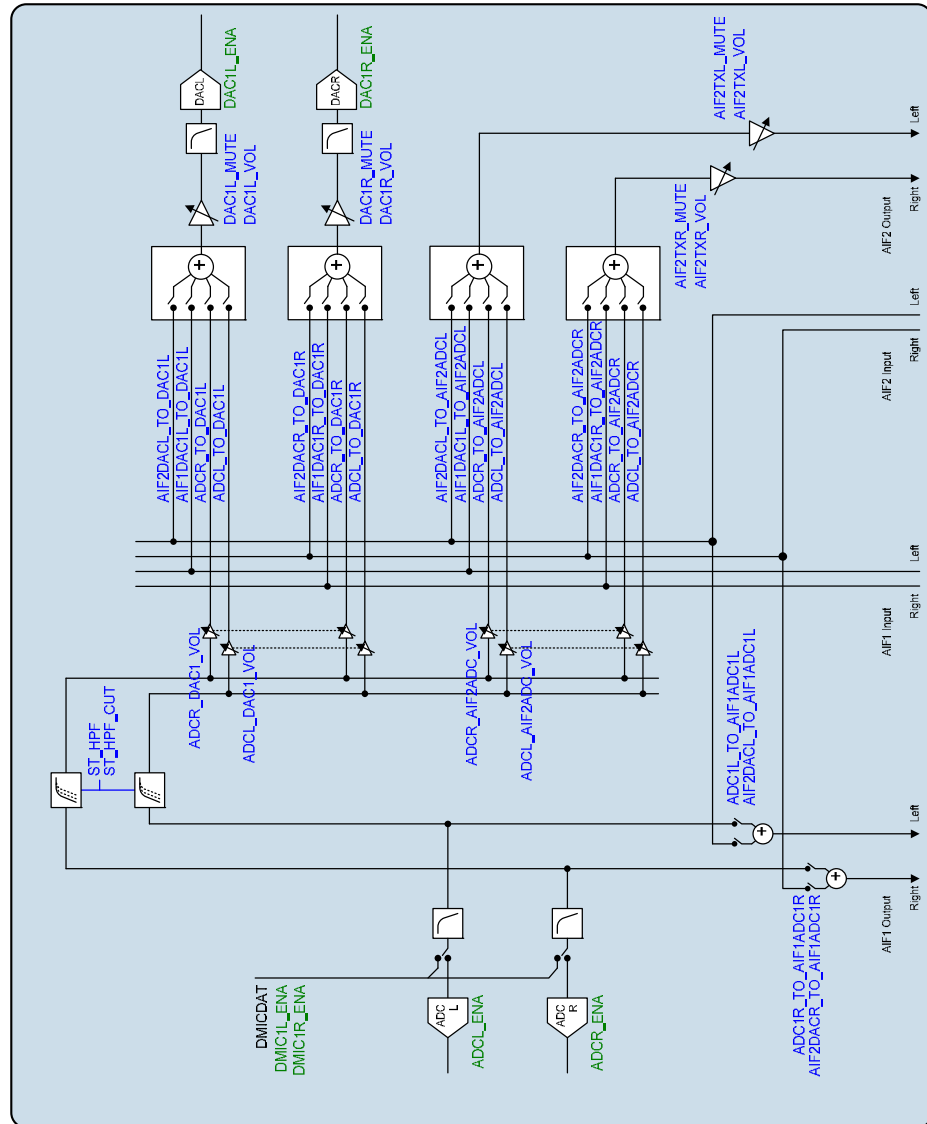 DACL
DAC1L_ENA
DAC1L_MUTE
DAC1L_VOL
DACR
DAC1R_ENA
DAC1R_MUTE
DAC1R_VOL
AIF2TXL_MUTE
AIF2TXL_VOL
AIF2TXR_MUTE
AIF2TXR_VOL
Left
Right
AIF2 Output
+
+
+
+
AIF2DACL_TO_DAC1L
AIF1DAC1L_TO_DAC1L
ADCR_TO_DAC1L
ADCL_TO_DAC1L
AIF2DACR_TO_DAC1R
AIF1DAC1R_TO_DAC1R
ADCR_TO_DAC1R
ADCL_TO_DAC1R
AIF2DACL_TO_AIF2ADCL
AIF1DAC1L_TO_AIF2ADCL
ADCR_TO_AIF2ADCL
ADCL_TO_AIF2ADCL
AIF2DACR_TO_AIF2ADCR
AIF1DAC1R_TO_AIF2ADCR
ADCR_TO_AIF2ADCR
ADCL_TO_AIF2ADCR
Left
Right
AIF2 Input
Left
Right
AIF1 Input
ADCR_DAC1_VOL
ADCL_DAC1_VOL
ADCR_AIF2ADC_VOL
ADCL_AIF2ADC_VOL
ST_HPF
ST_HPF_CUT
ADC1L_TO_AIF1ADC1L
AIF2DACL_TO_AIF1ADC1L
+
Left
+
Right
AIF1 Output
ADC1R_TO_AIF1ADC1R
AIF2DACR_TO_AIF1ADC1R
DMICDAT
DMIC1L_ENA
DMIC1R_ENA
ADC
L
ADCL_ENA
ADC
R
ADCR_ENA